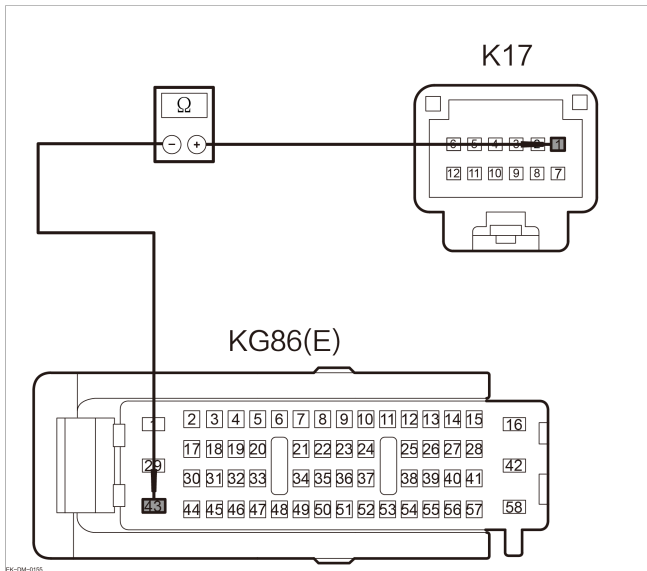 K17
Ω
− +
6 5 4 3 2 1
12 11 10 9 8 7
KG86(E)
1 2 3 4 5 6 7 8 9 10 11 12 13 14 15 16
17 18 19 20 21 22 23 24 25 26 27 28
29 42
30 31 32 33 34 35 36 37 38 39 40 41
43 44 45 46 47 48 49 50 51 52 53 54 55 56 57 58
EK-OM-0155